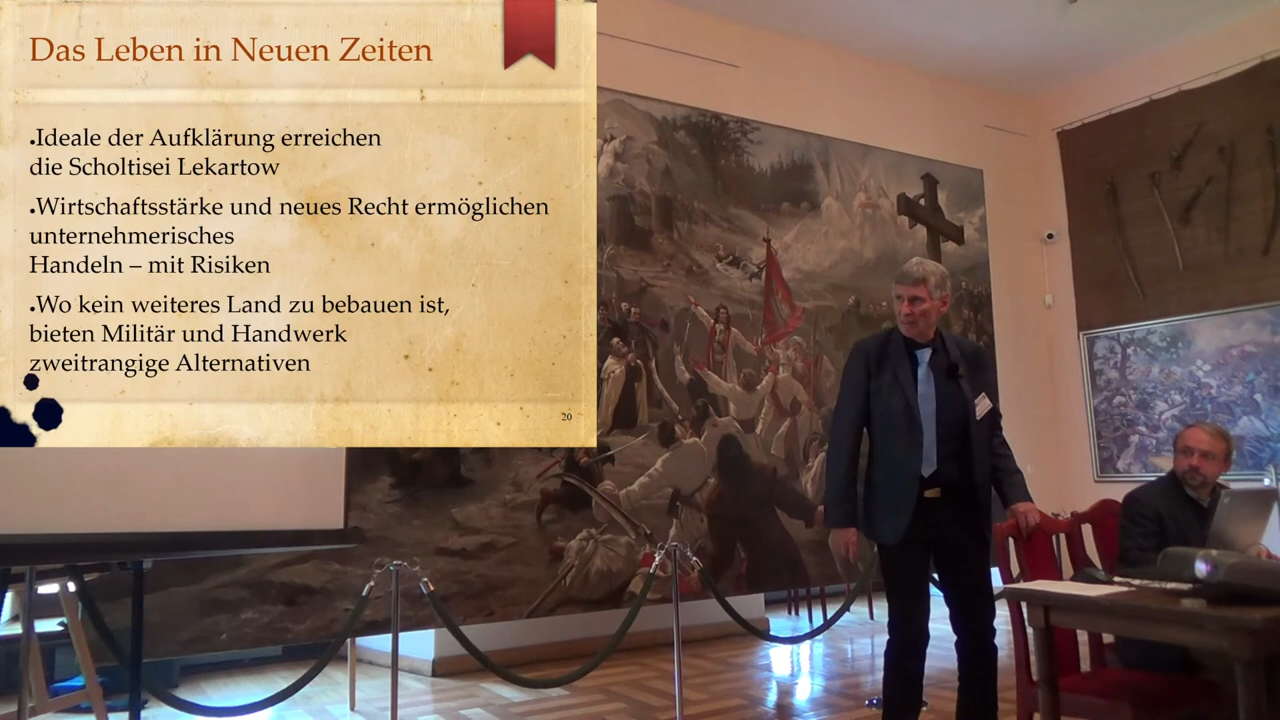 Das Leben in Neuen Zeiten
•Ideale der Aufklärung erreichen
die Scholtisei Lekartow
•Wirtschaftsstärke und neues Recht ermöglichen
unternehmerisches
Handeln – mit Risiken
•Wo kein weiteres Land zu bebauen ist,
bieten Militär und Handwerk
zweitrangige Alternativen
20